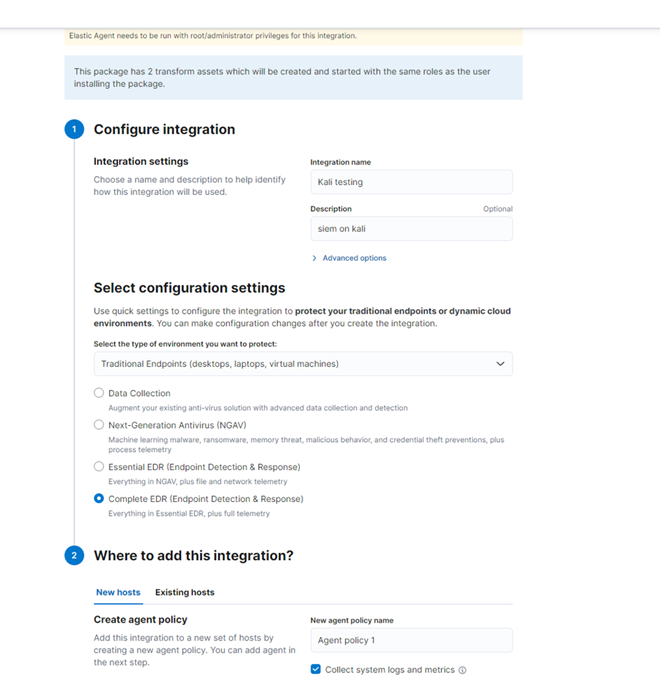 Elastic Agent needs to be run with root/administrator privileges for this integration.
This package has 2 transform assets which will be created and started with the same roles as the user
installing the package.
1 Configure integration
Integration settings
Choose a name and description to help identify
how this integration will be used.
Integration name
Kali testing
Description Optional
siem on kali
Advanced options
Select configuration settings
Use quick settings to configure the integration to protect your traditional endpoints or dynamic cloud
environments. You can make configuration changes after you create the integration.
Select the type of environment you want to protect:
Traditional Endpoints (desktops, laptops, virtual machines)
Data Collection
Augment your existing anti-virus solution with advanced data collection and detection
Next-Generation Antivirus (NGAV)
Machine learning malware, ransomware, memory threat, malicious behavior, and credential theft preventions, plus
process telemetry
Essential EDR (Endpoint Detection & Response)
Everything in NGAV, plus file and network telemetry
Complete EDR (Endpoint Detection & Response)
Everything in Essential EDR, plus full telemetry
2 Where to add this integration?
New hosts Existing hosts
Create agent policy
Add this integration to a new set of hosts by
creating a new agent policy. You can add agent in
the next step.
New agent policy name
Agent policy 1
Collect system logs and metrics